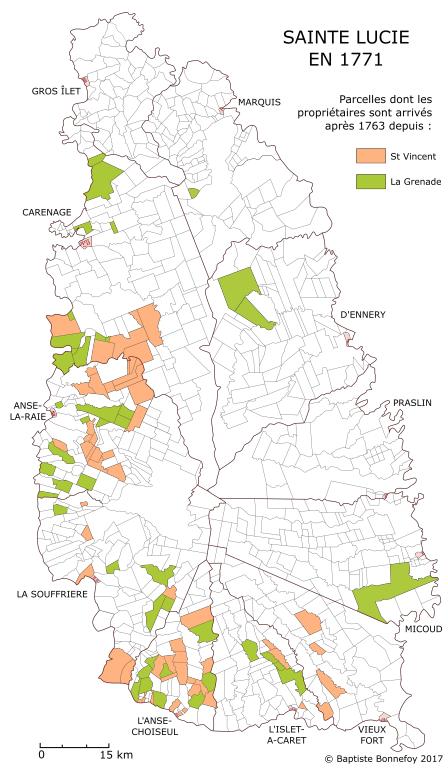 SAINTE LUCIE
EN 1771
GROS ÎLET
MARQUIS
Parcelles dont les
propriétaires sont arrivés
après 1763 depuis :
St Vincent
La Grenade
CARENAGE
D'ENNERY
ANSE-
LA-RAIE
PRASLIN
LA SOUFFRIERE
MICOUD
L'ANSE-
CHOISEUL
L'ISLET-
A-CARET
VIEUX
FORT
0 15 km
© Baptiste Bonnefoy 2017